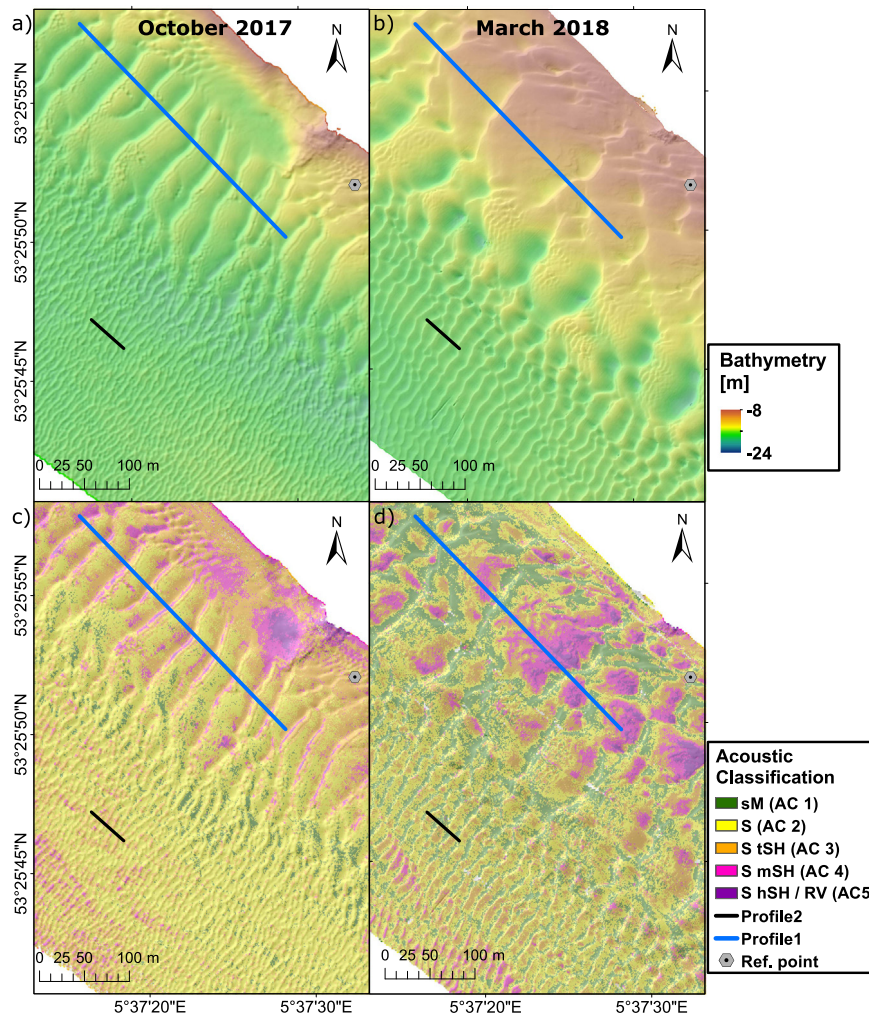 a)
October 2017
N
b)
March 2018
N
53°25'55"N
53°25'50"N
53°25'45"N
0 25 50 100 m
0 25 50 100 m
Bathymetry
[m]
-8
-24
c)
N
d)
N
53°25'55"N
53°25'50"N
53°25'45"N
0 25 50 100 m
0 25 50 100 m
5°37'20"E
5°37'30"E
5°37'20"E
5°37'30"E
Acoustic
Classification
sM (AC 1)
S (AC 2)
S tSH (AC 3)
S mSH (AC 4)
S hSH / RV (AC5
Profile2
Profile1
Ref. point